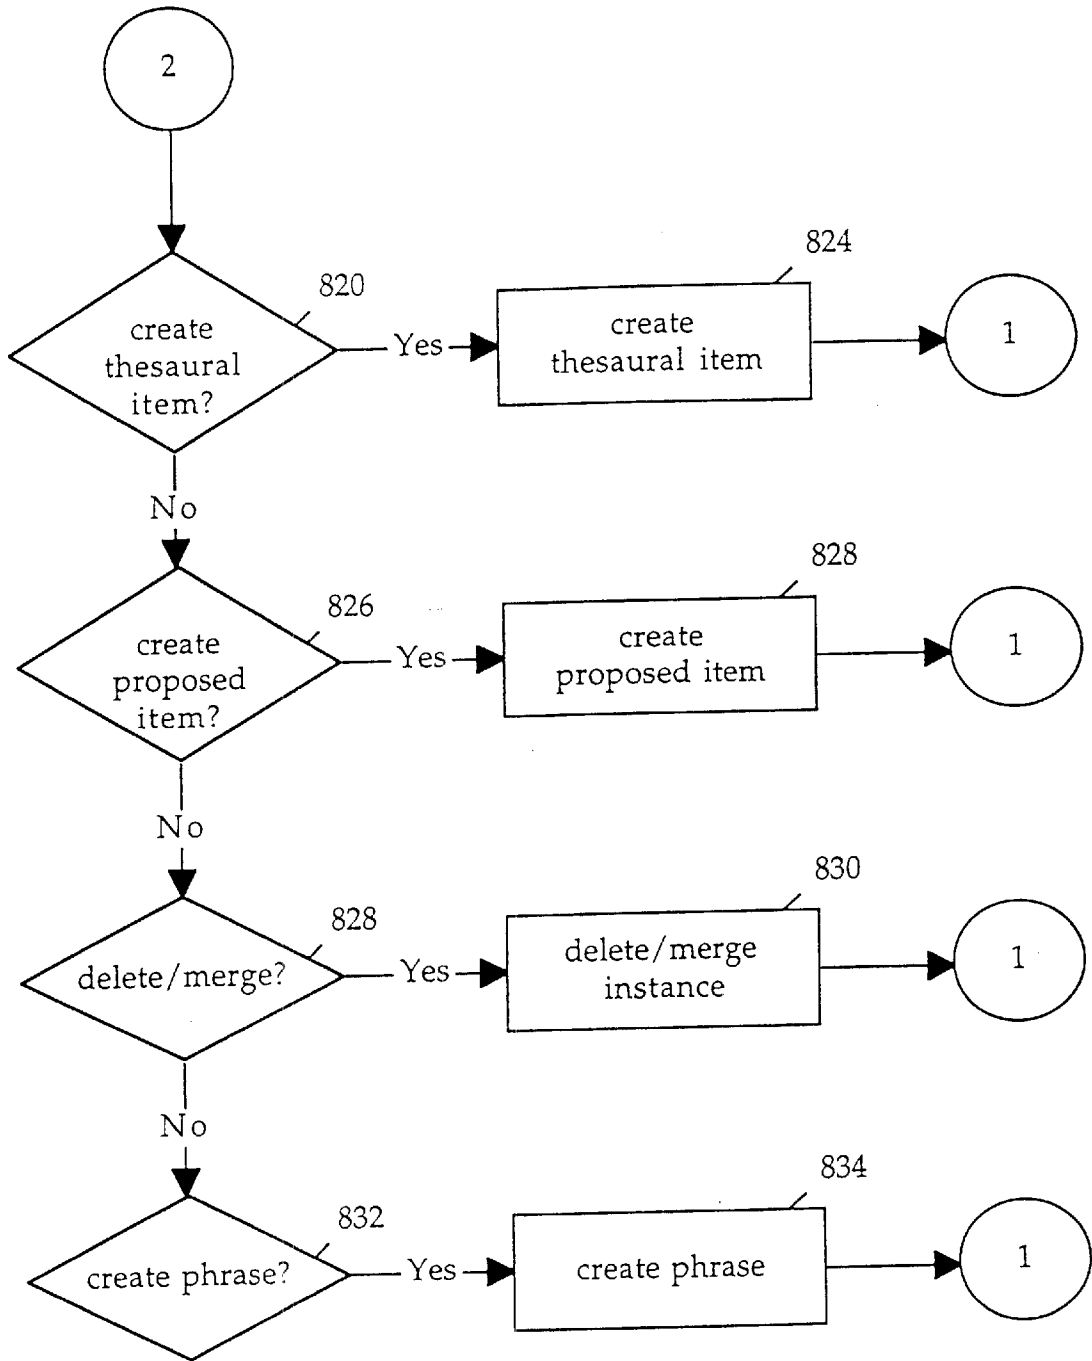 2
820
create
thesaural
item?
Yes
824
create
thesaural item
1
No
826
create
proposed
item?
Yes
828
create
proposed item
1
No
828
delete/merge?
Yes
830
delete/merge
instance
1
No
832
create phrase?
Yes
834
create phrase
1